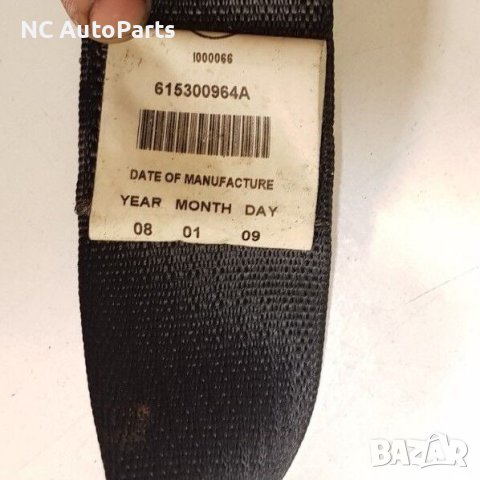 NC AutoParts
I000066
615300964A
DATE OF MANUFACTURE
YEAR MONTH DAY
08 01 09
BAZAR